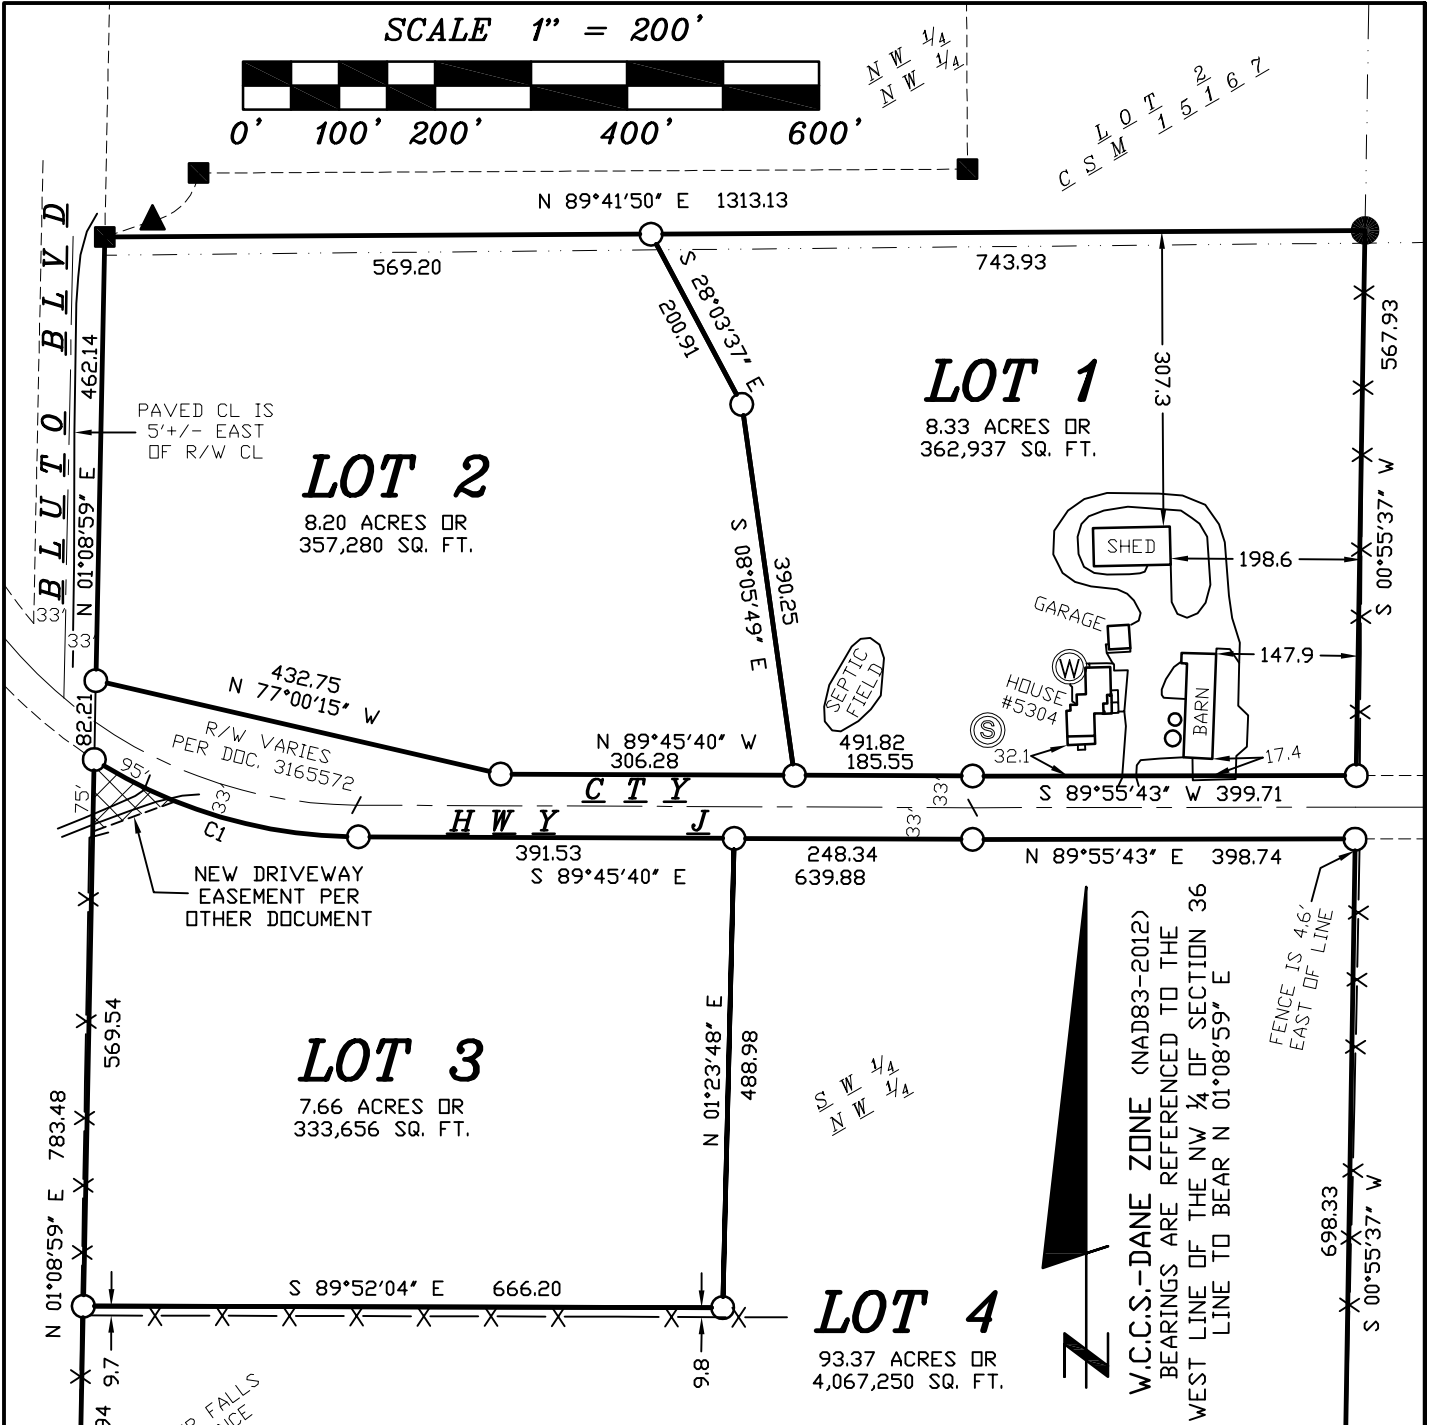 SCALE 1" = 200'
0' 100' 200' 400' 600'
N W 1/4
N W 1/4
L O T 2
C S M 1 5 1 6 7
N 89°41'50" E 1313.13
569.20
743.93
BLUTO BLVD
462.14
N 01°08'59" E
PAVED CL IS
5'+/- EAST
OF R/W CL
S 28°03'37" E
200.91
LOT 2
8.20 ACRES OR
357,280 SQ. FT.
LOT 1
8.33 ACRES OR
362,937 SQ. FT.
307.3
567.93
S 00°55'37" W
S 08°05'49" E
390.25
SHED
198.6
GARAGE
147.9
W
HOUSE
#5304
BARN
SEPTIC
FIELD
S
32.1
17.4
33'
33'
82.21
432.75
N 77°00'15" W
R/W VARIES
PER DOC. 3165572
N 89°45'40" W
306.28
491.82
185.55
33'
S 89°55'43" W 399.71
C T Y
H W Y J
95'
75'
33'
C1
33'
391.53
S 89°45'40" E
248.34
639.88
N 89°55'43" E 398.74
NEW DRIVEWAY
EASEMENT PER
OTHER DOCUMENT
FENCE IS 4.6'
EAST OF LINE
569.54
783.48
N 01°08'59" E
LOT 3
7.66 ACRES OR
333,656 SQ. FT.
N 01°23'48" E
488.98
S W 1/4
N W 1/4
W.C.C.S.-DANE ZONE (NAD83-2012)
BEARINGS ARE REFERENCED TO THE
WEST LINE OF THE NW 1/4 OF SECTION 36
LINE TO BEAR N 01°08'59" E
698.33
S 00°55'37" W
S 89°52'04" E 666.20
9.7
9.8
N
LOT 4
93.37 ACRES OR
4,067,250 SQ. FT.
FALLS
94